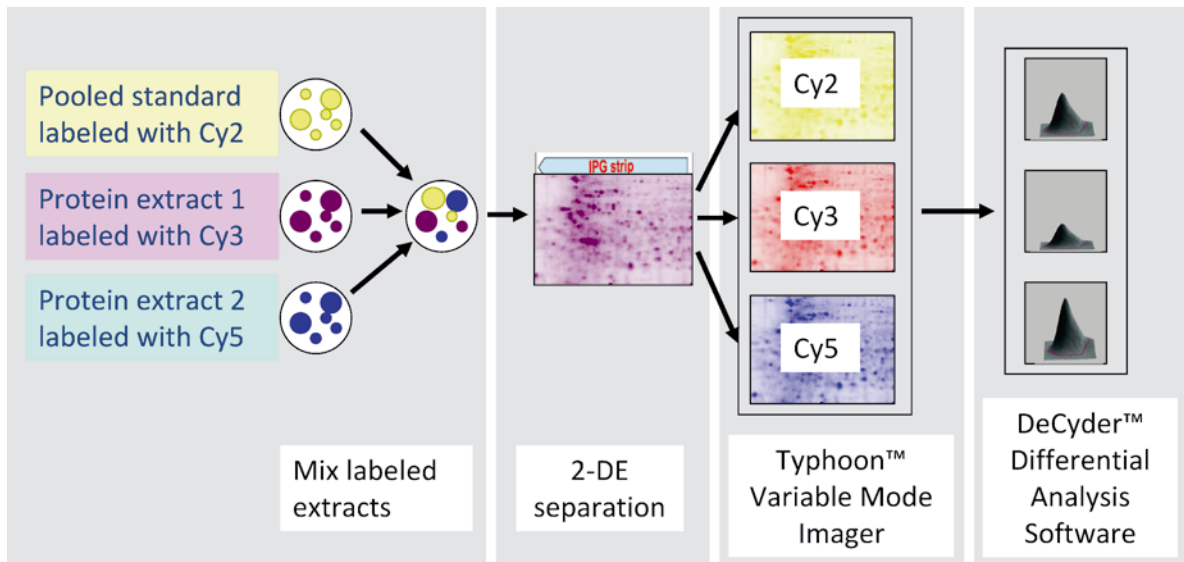 Pooled standard
labeled with Cy2
Protein extract 1
labeled with Cy3
Protein extract 2
labeled with Cy5
Mix labeled
extracts
IPG strip
2-DE
separation
Cy2
Cy3
Cy5
Typhoon™
Variable Mode
Imager
DeCyder™
Differential
Analysis
Software